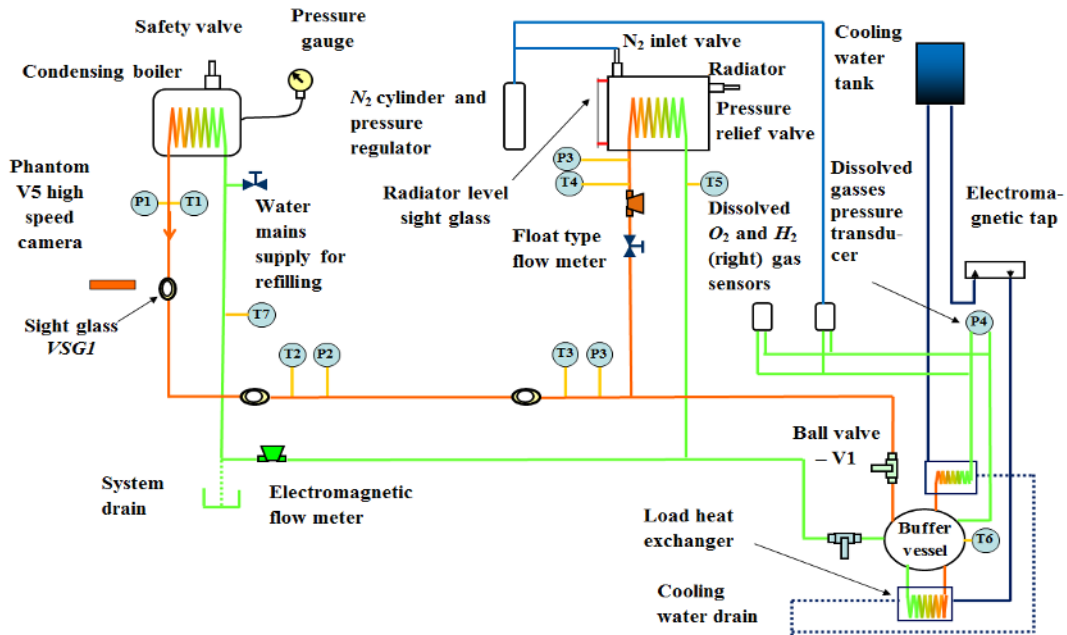 Safety valve
Pressure
gauge
Condensing boiler
N2 cylinder and
pressure
regulator
N2 inlet valve
Radiator
Pressure
relief valve
Cooling
water
tank
Phantom
V5 high
speed
camera
P1
T1
Water
mains
supply for
refilling
Radiator level
sight glass
P3
T4
T5
Float type
flow meter
Dissolved
O2 and H2
(right) gas
sensors
Dissolved
gasses
pressure
transdu-
cer
Electroma-
gnetic tap
Sight glass
VSG1
T7
P4
T2
P2
T3
P3
Ball valve
– V1
System
drain
Electromagnetic
flow meter
Load heat
exchanger
Buffer
vessel
T6
Cooling
water drain